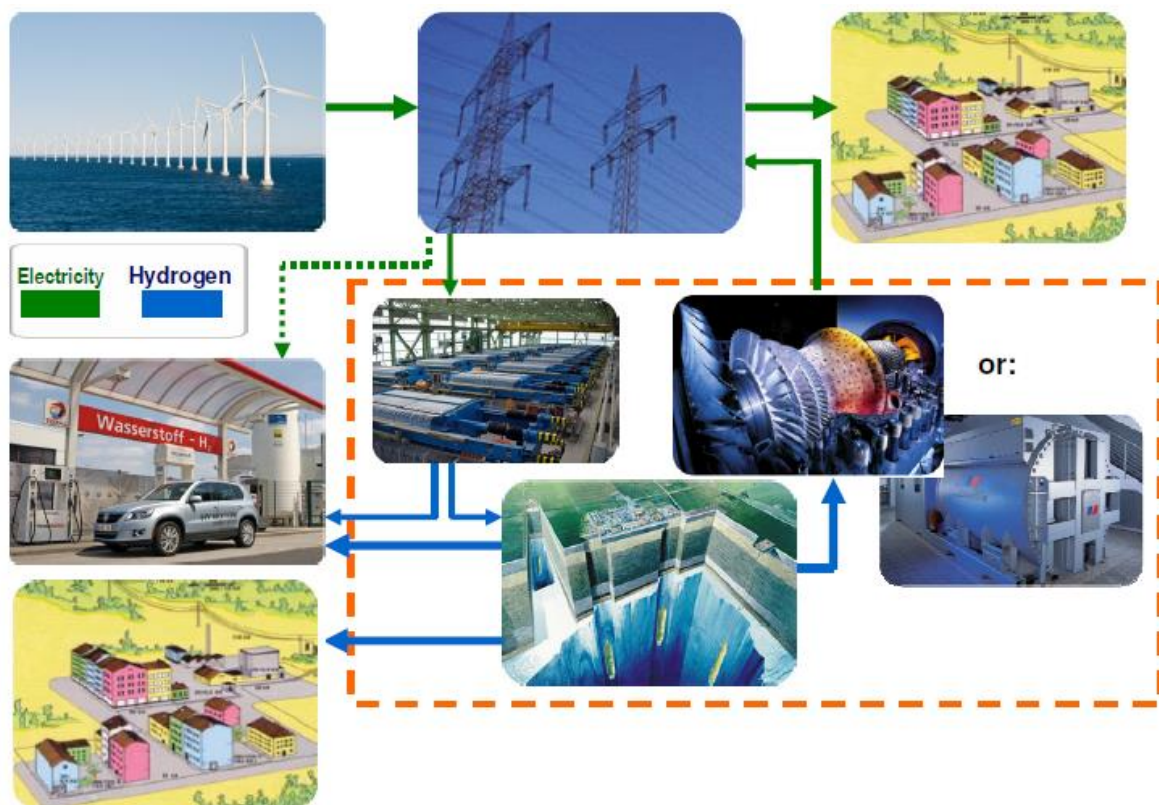 Electricity
Hydrogen
or:
Wasserstoff - H₂